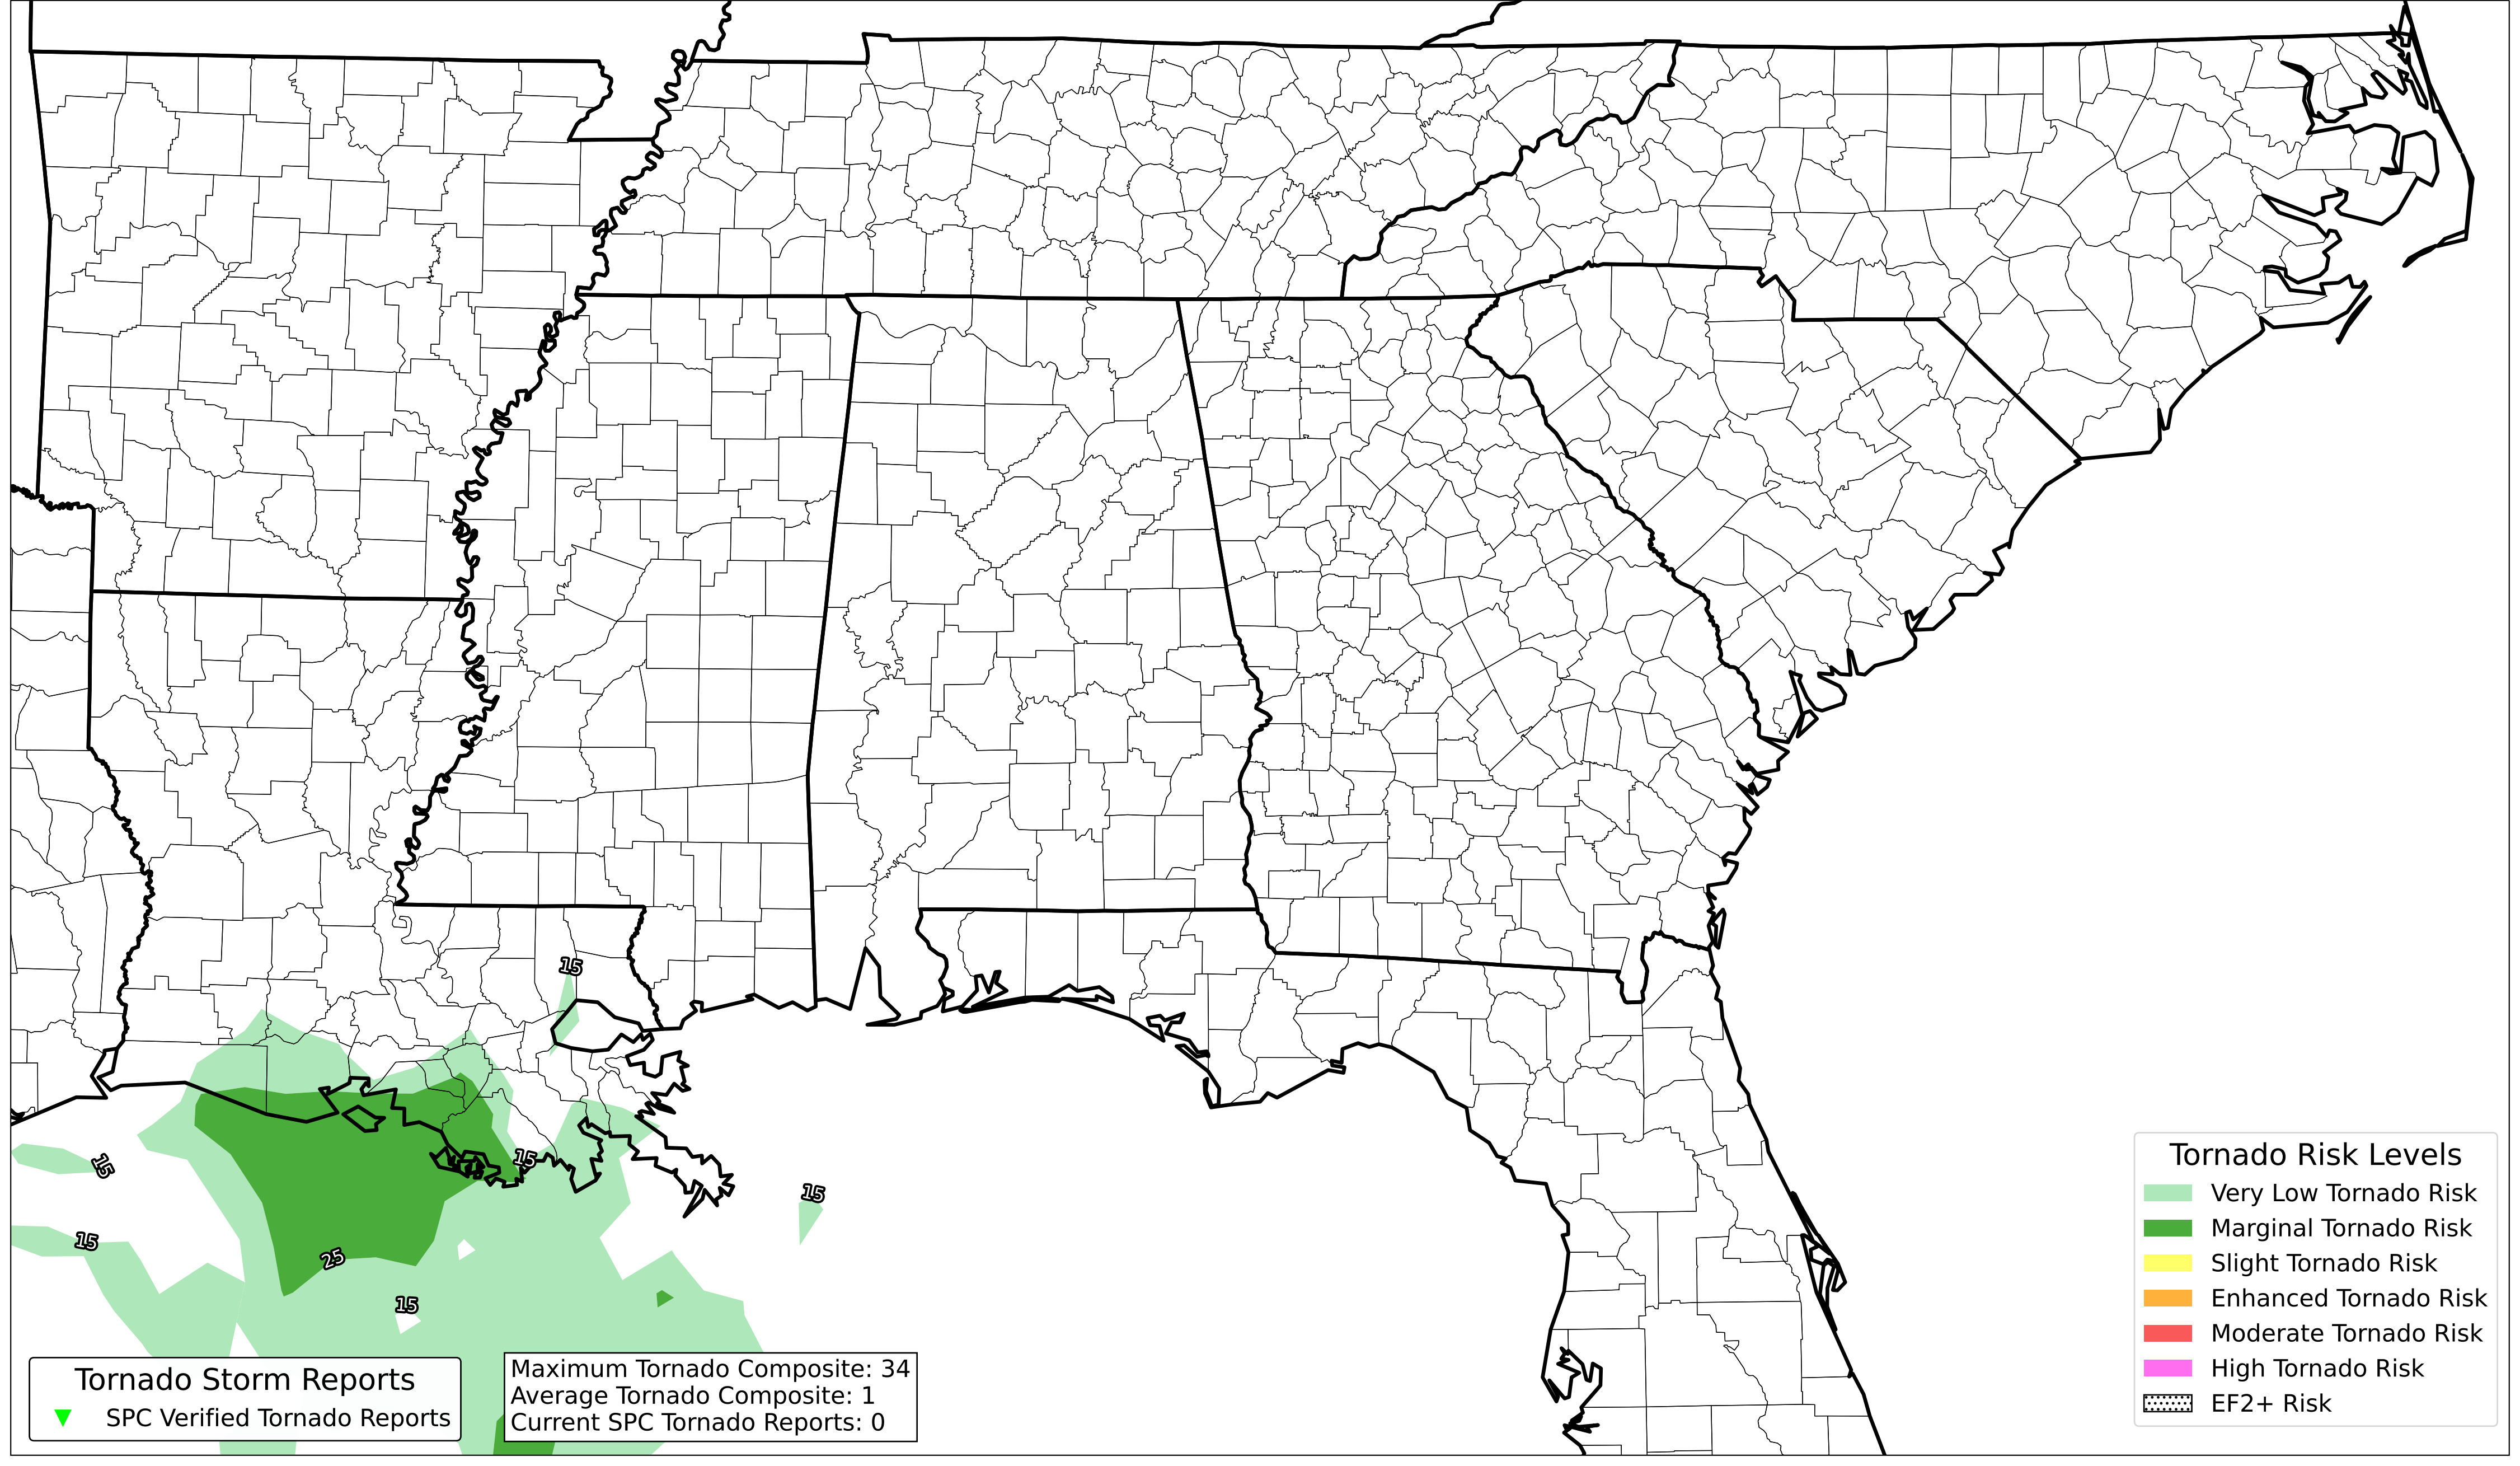 15
15
15
15
15
25
15
Tornado Risk Levels
Very Low Tornado Risk
Marginal Tornado Risk
Slight Tornado Risk
Enhanced Tornado Risk
Moderate Tornado Risk
High Tornado Risk
EF2+ Risk
Tornado Storm Reports
SPC Verified Tornado Reports
Maximum Tornado Composite: 34
Average Tornado Composite: 1
Current SPC Tornado Reports: 0